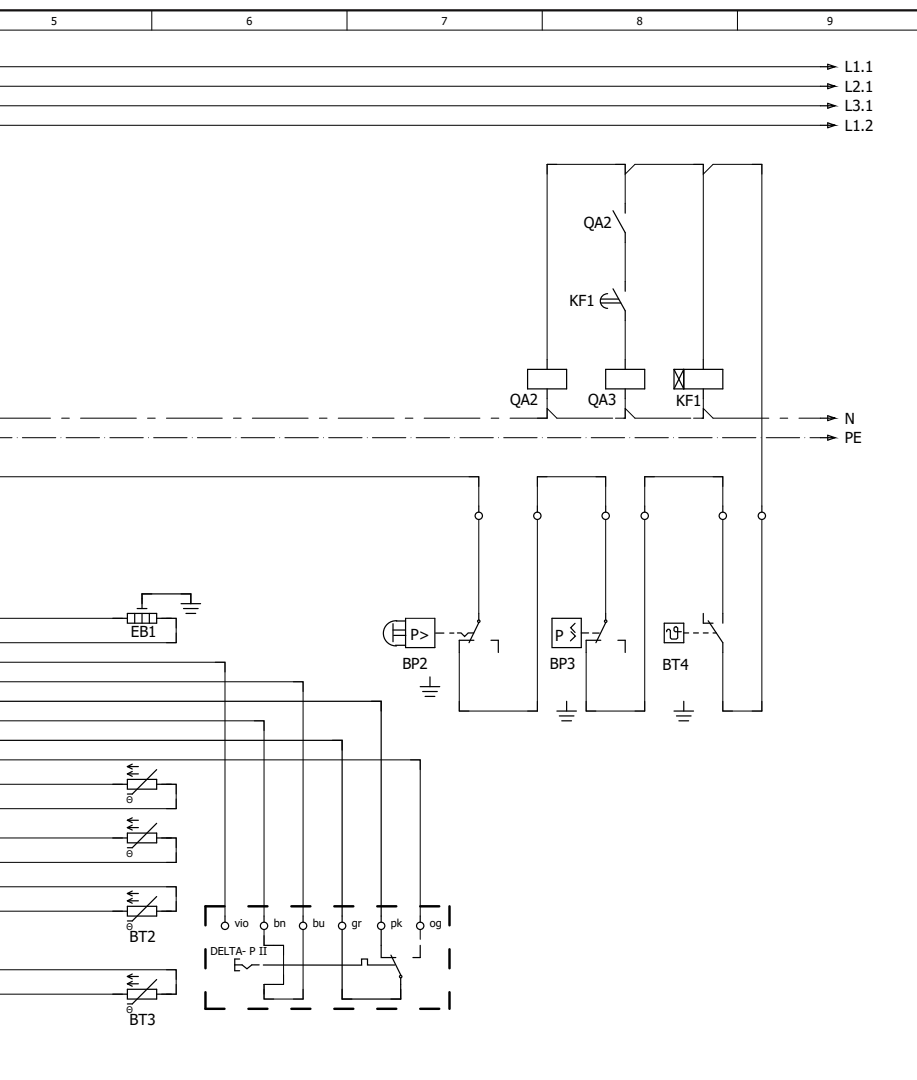 5 6 7 8 9
L1.1
L2.1
L3.1
L1.2
QA2
KF1
QA2 QA3 KF1
N
PE
EB1
P> P ϑ
BP2 BP3 BT4
Θ
Θ
Θ
BT2
vio bn bu gr pk og
DELTA- P II
Θ
BT3